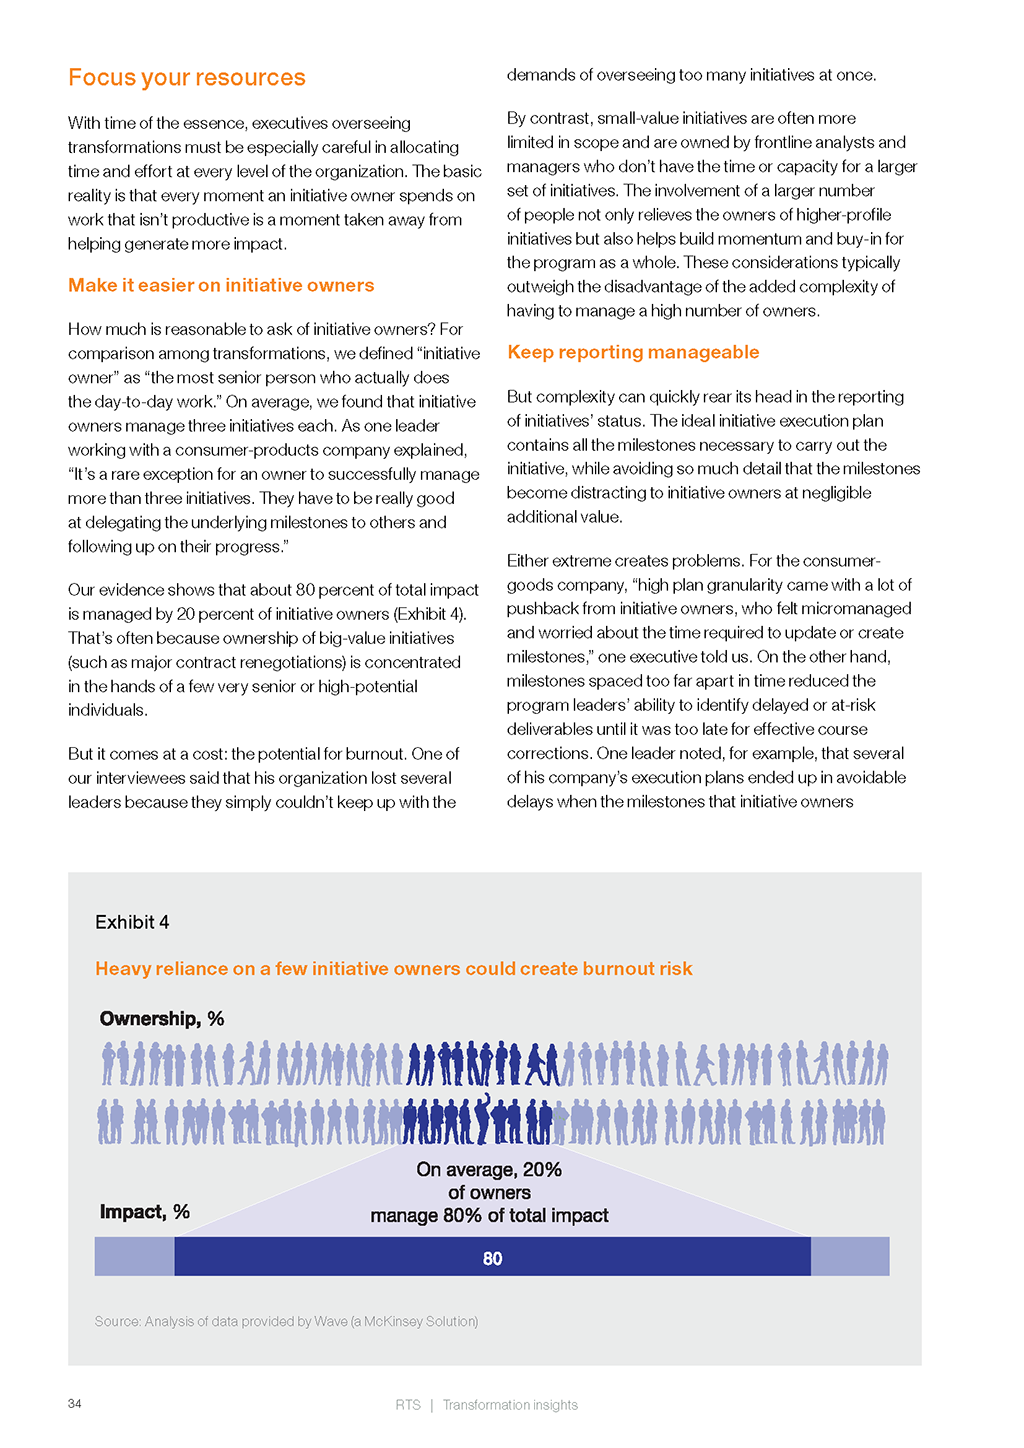 Focus your resources
With time of the essence, executives overseeing
transformations must be especially careful in allocating
time and effort at every level of the organization. The basic
reality is that every moment an initiative owner spends on
work that isn’t productive is a moment taken away from
helping generate more impact.
Make it easier on initiative owners
How much is reasonable to ask of initiative owners? For
comparison among transformations, we defined “initiative
owner” as “the most senior person who actually does
the day-to-day work.” On average, we found that initiative
owners manage three initiatives each. As one leader
working with a consumer-products company explained,
“It’s a rare exception for an owner to successfully manage
more than three initiatives. They have to be really good
at delegating the underlying milestones to others and
following up on their progress.”
Our evidence shows that about 80 percent of total impact
is managed by 20 percent of initiative owners (Exhibit 4).
That’s often because ownership of big-value initiatives
(such as major contract renegotiations) is concentrated
in the hands of a few very senior or high-potential
individuals.
But it comes at a cost: the potential for burnout. One of
our interviewees said that his organization lost several
leaders because they simply couldn’t keep up with the
demands of overseeing too many initiatives at once.
By contrast, small-value initiatives are often more
limited in scope and are owned by frontline analysts and
managers who don’t have the time or capacity for a larger
set of initiatives. The involvement of a larger number
of people not only relieves the owners of higher-profile
initiatives but also helps build momentum and buy-in for
the program as a whole. These considerations typically
outweigh the disadvantage of the added complexity of
having to manage a high number of owners.
Keep reporting manageable
But complexity can quickly rear its head in the reporting
of initiatives’ status. The ideal initiative execution plan
contains all the milestones necessary to carry out the
initiative, while avoiding so much detail that the milestones
become distracting to initiative owners at negligible
additional value.
Either extreme creates problems. For the consumer-
goods company, “high plan granularity came with a lot of
pushback from initiative owners, who felt micromanaged
and worried about the time required to update or create
milestones,” one executive told us. On the other hand,
milestones spaced too far apart in time reduced the
program leaders’ ability to identify delayed or at-risk
deliverables until it was too late for effective course
corrections. One leader noted, for example, that several
of his company’s execution plans ended up in avoidable
delays when the milestones that initiative owners
Exhibit 4
Heavy reliance on a few initiative owners could create burnout risk
Ownership, %
On average, 20%
of owners
manage 80% of total impact
Impact, %
80
Source: Analysis of data provided by Wave (a McKinsey Solution)
34
RTS | Transformation insights